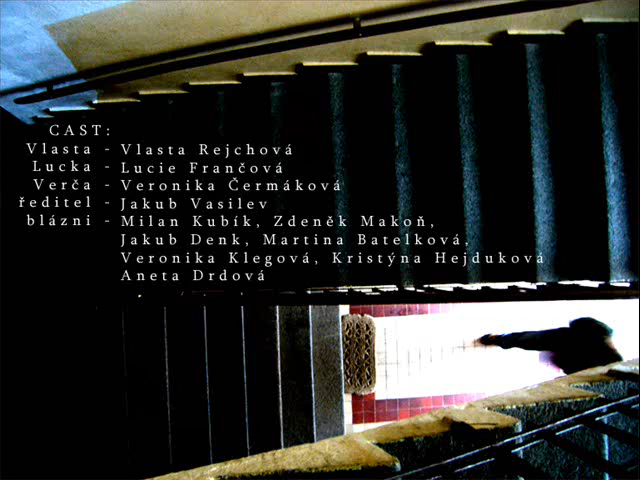 CAST:
Vlasta - Vlasta Rejchová
Lucka - Lucie Frančová
Verča - Veronika Čermáková
ředitel - Jakub Vasilev
blázni - Milan Kubík, Zdeněk Makoň,
Jakub Denk, Martina Batelková,
Veronika Klegová, Kristýna Hejduková
Aneta Drdová